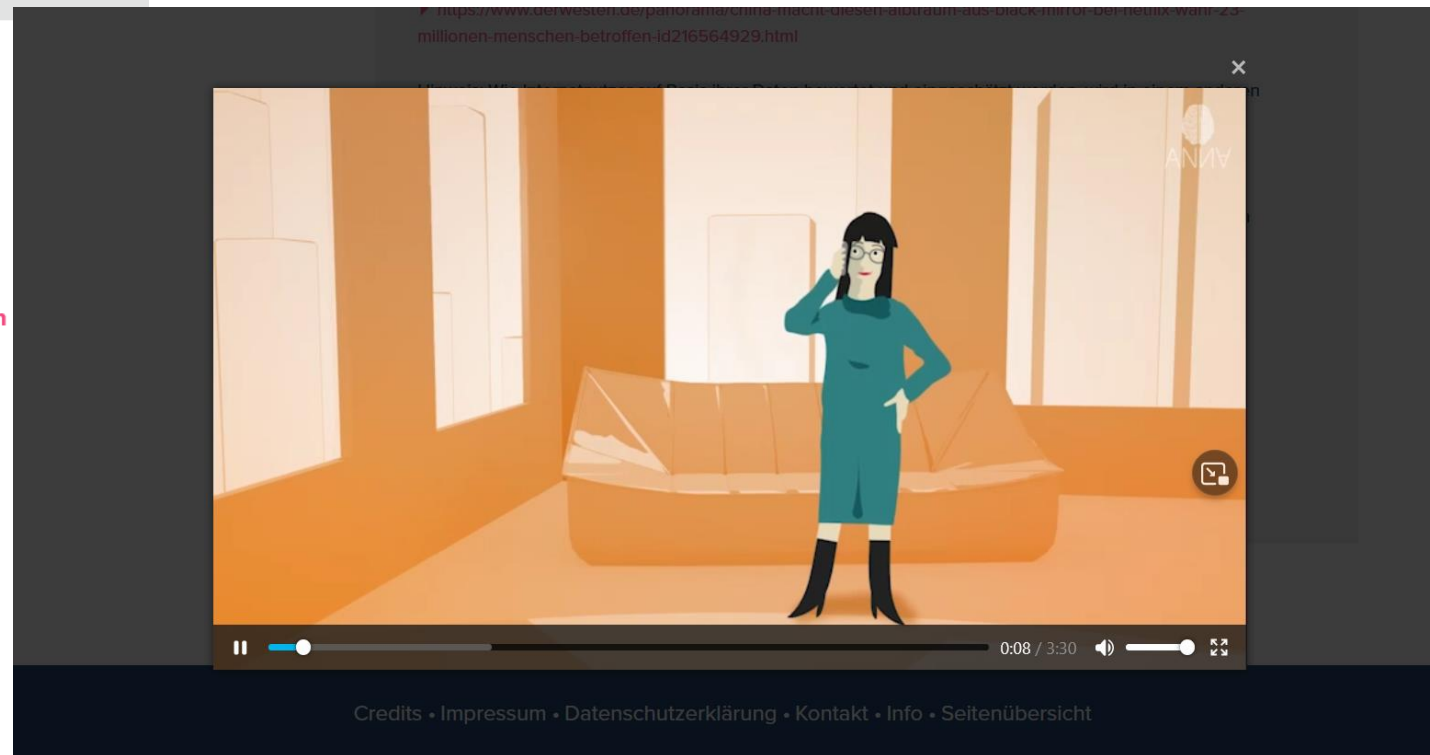 https://www.derwesten.de/panorama/china-macht-diesen-albtraum-aus-black-mirror-bei-netflix-wahr-23-
millionen-menschen-betroffen-id216564929.html
×
ANNA
n
0:08 / 3:30
Credits • Impressum • Datenschutzerklärung • Kontakt • Info • Seitenübersicht